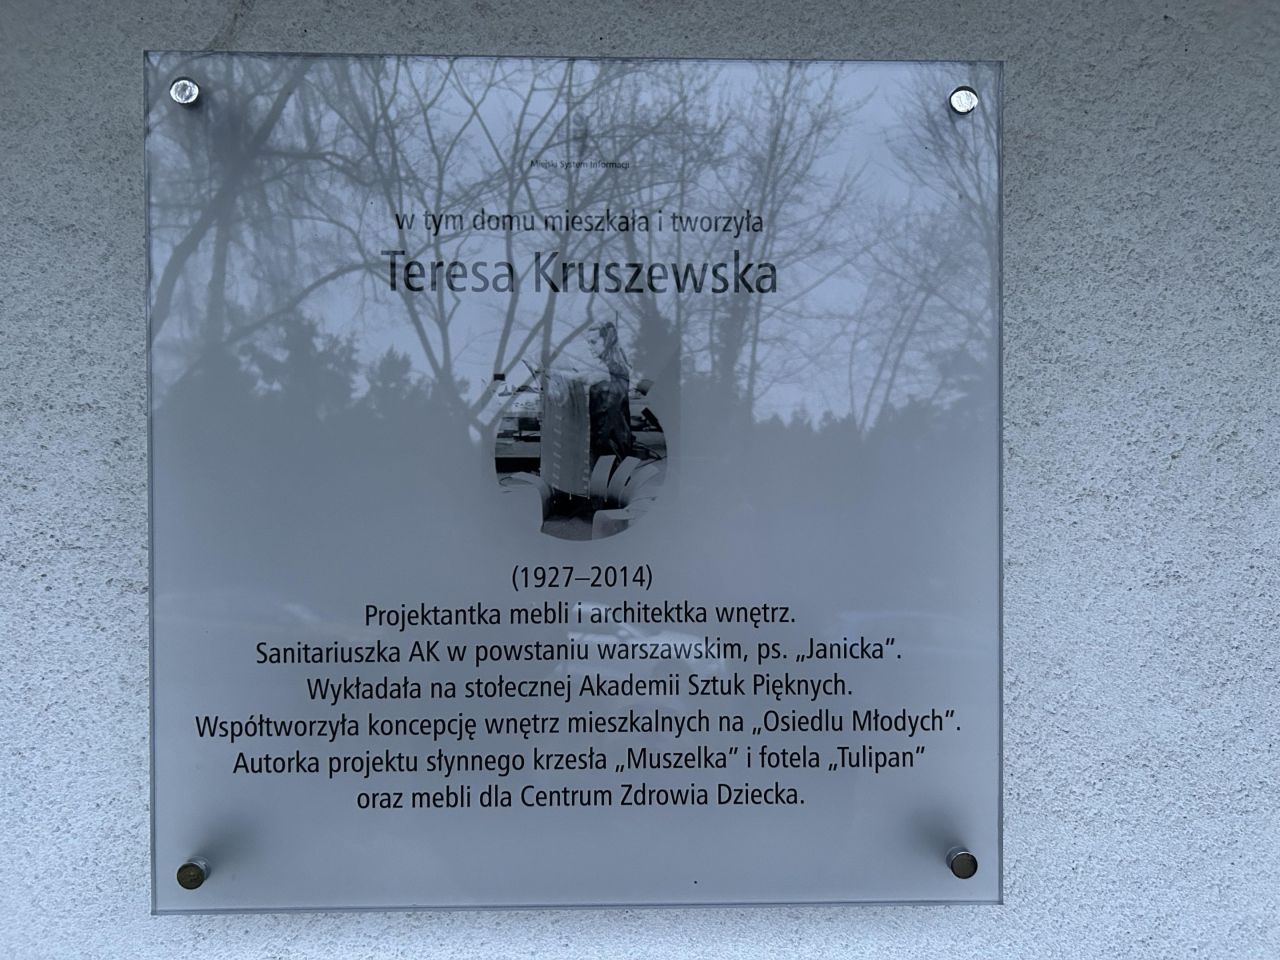 Miejski System Informacji
w tym domu mieszkała i tworzyła
Teresa Kruszewska
(1927–2014)
Projektantka mebli i architektka wnętrz.
Sanitariuszka AK w powstaniu warszawskim, ps. „Janicka”.
Wykładała na stołecznej Akademii Sztuk Pięknych.
Współtworzyła koncepcję wnętrz mieszkalnych na „Osiedlu Młodych”.
Autorka projektu słynnego krzesła „Muszelka” i fotela „Tulipan”
oraz mebli dla Centrum Zdrowia Dziecka.